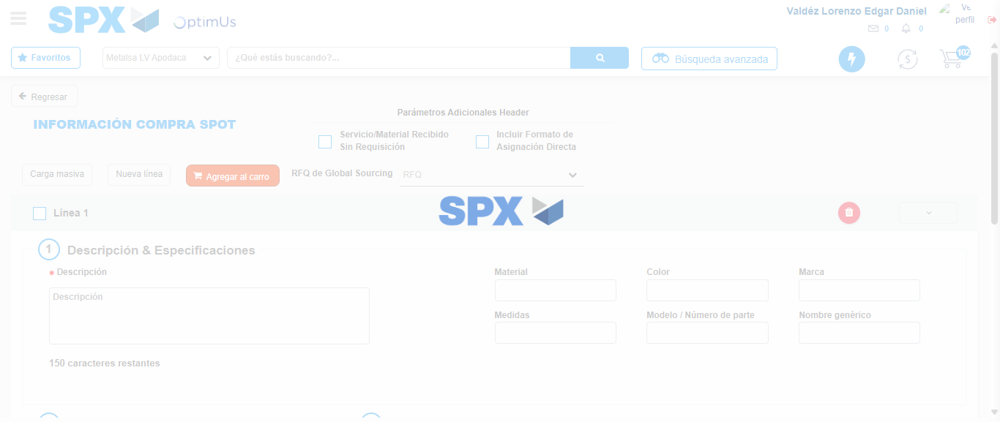 SPX
OptimUs
Valdéz Lorenzo Edgar Daniel
0
0
perfil
Favoritos
Metalsa LV Apodaca
¿Qué estás buscando?...
Búsqueda avanzada
102
Regresar
INFORMACIÓN COMPRA SPOT
Parámetros Adicionales Header
Servicio/Material Recibido
Sin Requisición
Incluir Formato de
Asignación Directa
Carga masiva
Nueva línea
Agregar al carro
RFQ de Global Sourcing
RFQ
Línea 1
SPX
1
Descripción & Especificaciones
* Descripción
Descripción
150 caracteres restantes
Material
Color
Marca
Medidas
Modelo / Número de parte
Nombre genérico